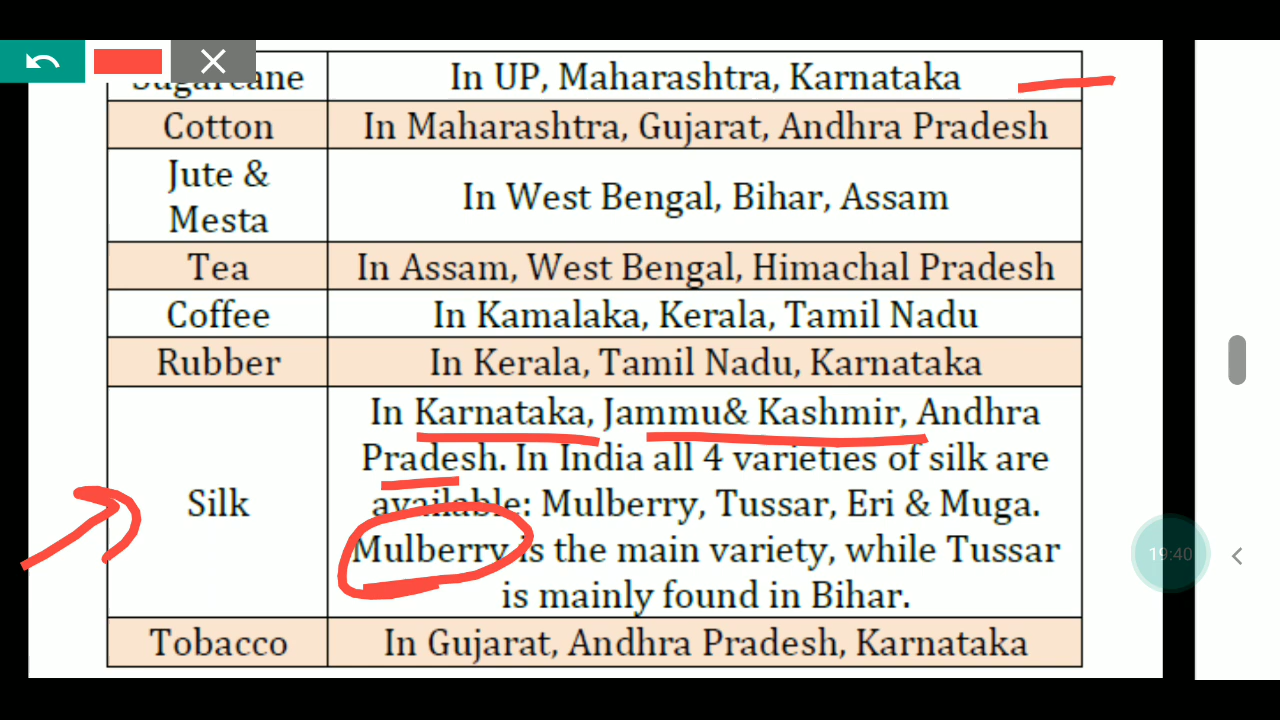 Sugarcane In UP, Maharashtra, Karnataka
Cotton In Maharashtra, Gujarat, Andhra Pradesh
Jute &
Mesta
In West Bengal, Bihar, Assam
Tea In Assam, West Bengal, Himachal Pradesh
Coffee In Kamalaka, Kerala, Tamil Nadu
Rubber In Kerala, Tamil Nadu, Karnataka
Silk
In Karnataka, Jammu& Kashmir, Andhra
Pradesh. In India all 4 varieties of silk are
available: Mulberry, Tussar, Eri & Muga.
Mulberry is the main variety, while Tussar
is mainly found in Bihar.
Tobacco In Gujarat, Andhra Pradesh, Karnataka
19:40